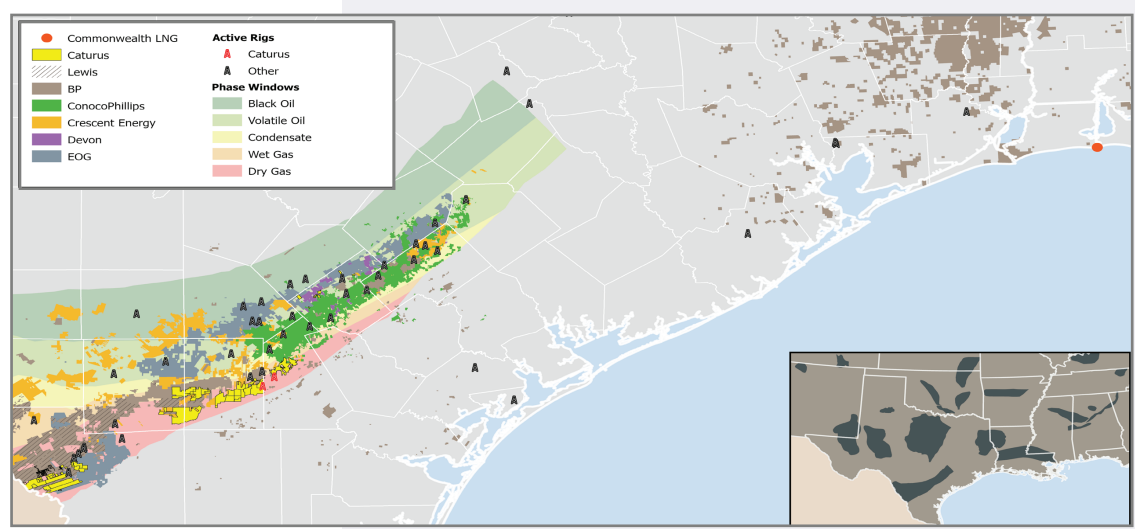 Commonwealth LNG
Caturus
Lewis
BP
ConocoPhillips
Crescent Energy
Devon
EOG
Active Rigs
Caturus
Other
Phase Windows
Black Oil
Volatile Oil
Condensate
Wet Gas
Dry Gas